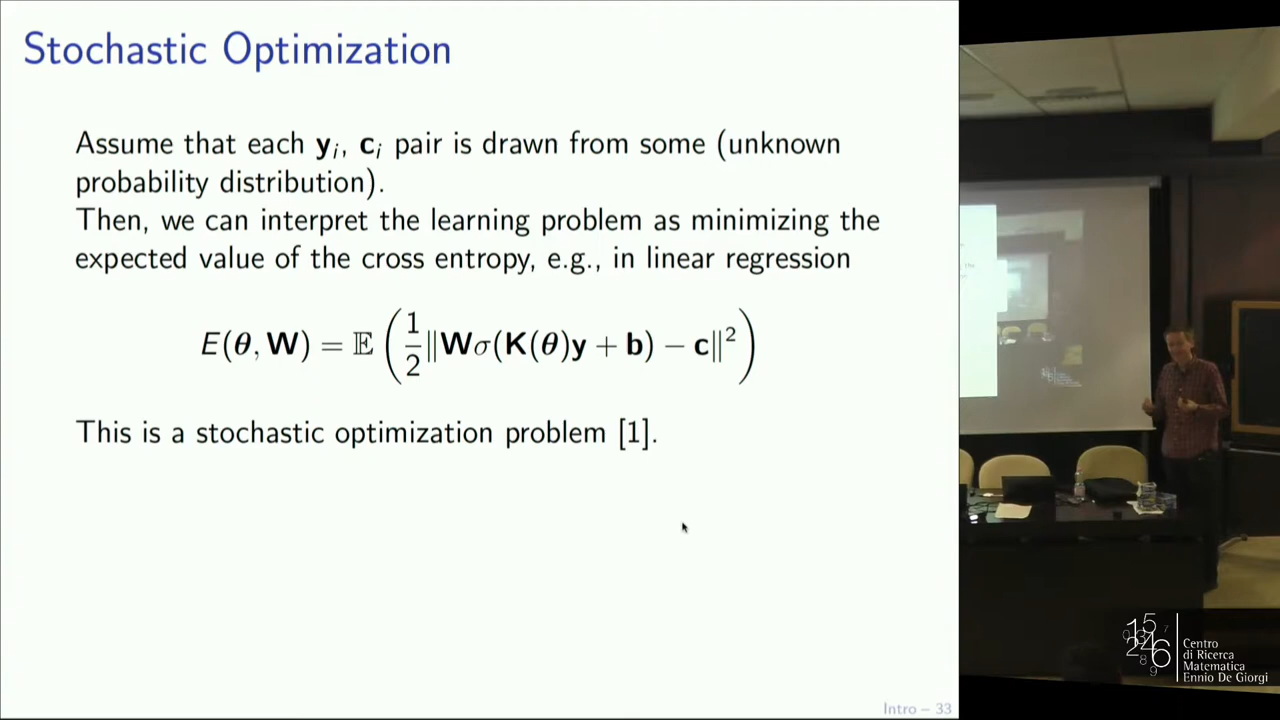 Stochastic Optimization
Assume that each yᵢ, cᵢ pair is drawn from some (unknown
probability distribution).
Then, we can interpret the learning problem as minimizing the
expected value of the cross entropy, e.g., in linear regression
E(θ, W) = 𝔼 ( 1/2 ‖Wσ(K(θ)y + b) − c‖² )
This is a stochastic optimization problem [1].
Intro – 33
Centro
di Ricerca
Matematica
Ennio De Giorgi